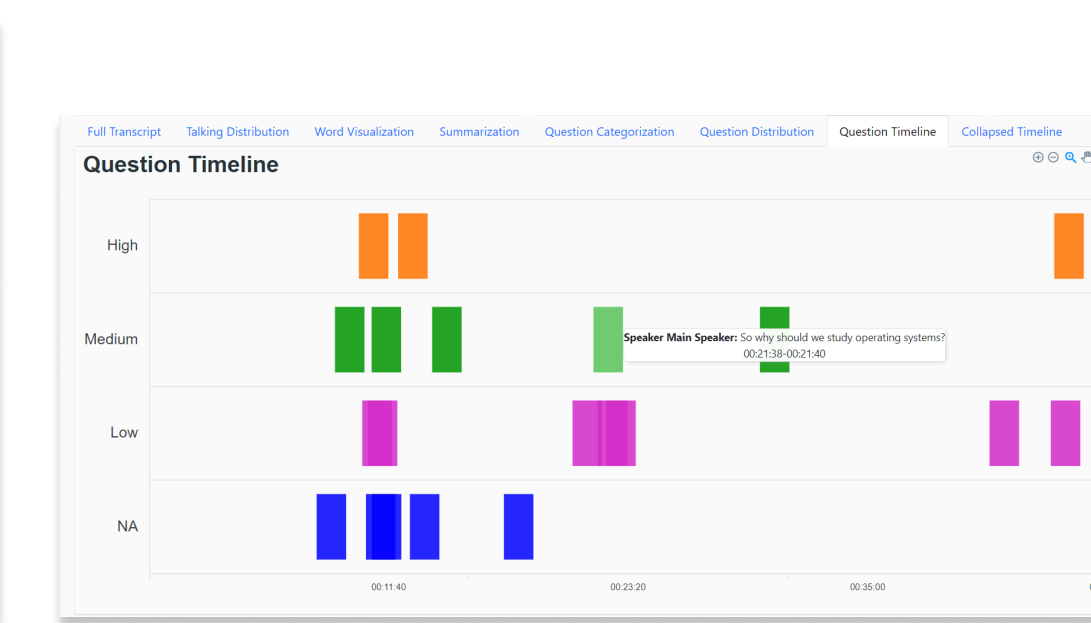 Full Transcript Talking Distribution Word Visualization Summarization Question Categorization Question Distribution Question Timeline Collapsed Timeline
Question Timeline
High
Medium
Speaker Main Speaker: So why should we study operating systems?
00:21:38-00:21:40
Low
NA
00:11:40 00:23:20 00:35:00